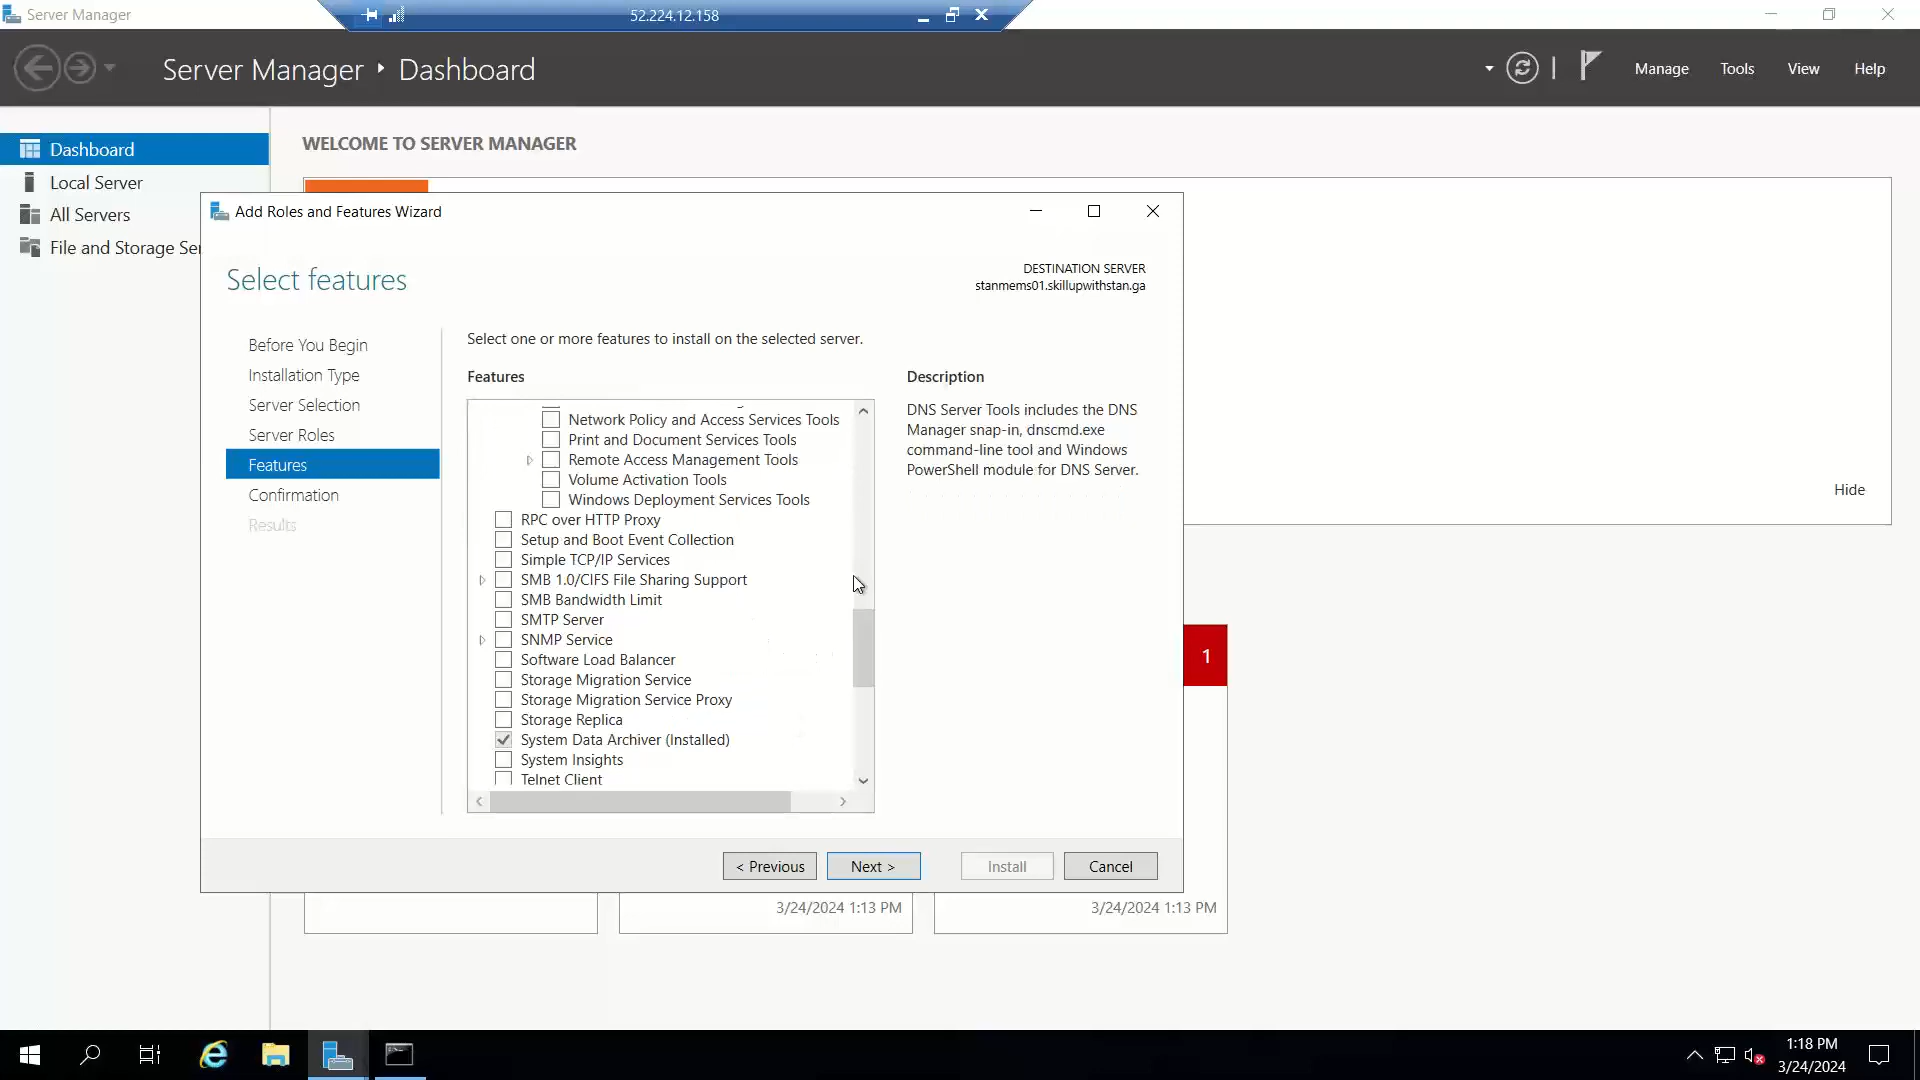 Server Manager
52.224.12.158
Server Manager ‣ Dashboard
Manage
Tools
View
Help
Dashboard
Local Server
All Servers
File and Storage Ser
WELCOME TO SERVER MANAGER
Add Roles and Features Wizard
Select features
DESTINATION SERVER
stanmems01.skillupwithstan.ga
Before You Begin
Installation Type
Server Selection
Server Roles
Features
Confirmation
Results
Select one or more features to install on the selected server.
Features
Network Policy and Access Services Tools
Print and Document Services Tools
Remote Access Management Tools
Volume Activation Tools
Windows Deployment Services Tools
RPC over HTTP Proxy
Setup and Boot Event Collection
Simple TCP/IP Services
SMB 1.0/CIFS File Sharing Support
SMB Bandwidth Limit
SMTP Server
SNMP Service
Software Load Balancer
Storage Migration Service
Storage Migration Service Proxy
Storage Replica
System Data Archiver (Installed)
System Insights
Telnet Client
Description
DNS Server Tools includes the DNS
Manager snap-in, dnscmd.exe
command-line tool and Windows
PowerShell module for DNS Server.
Hide
1
< Previous
Next >
Install
Cancel
3/24/2024 1:13 PM
3/24/2024 1:13 PM
1:18 PM
3/24/2024